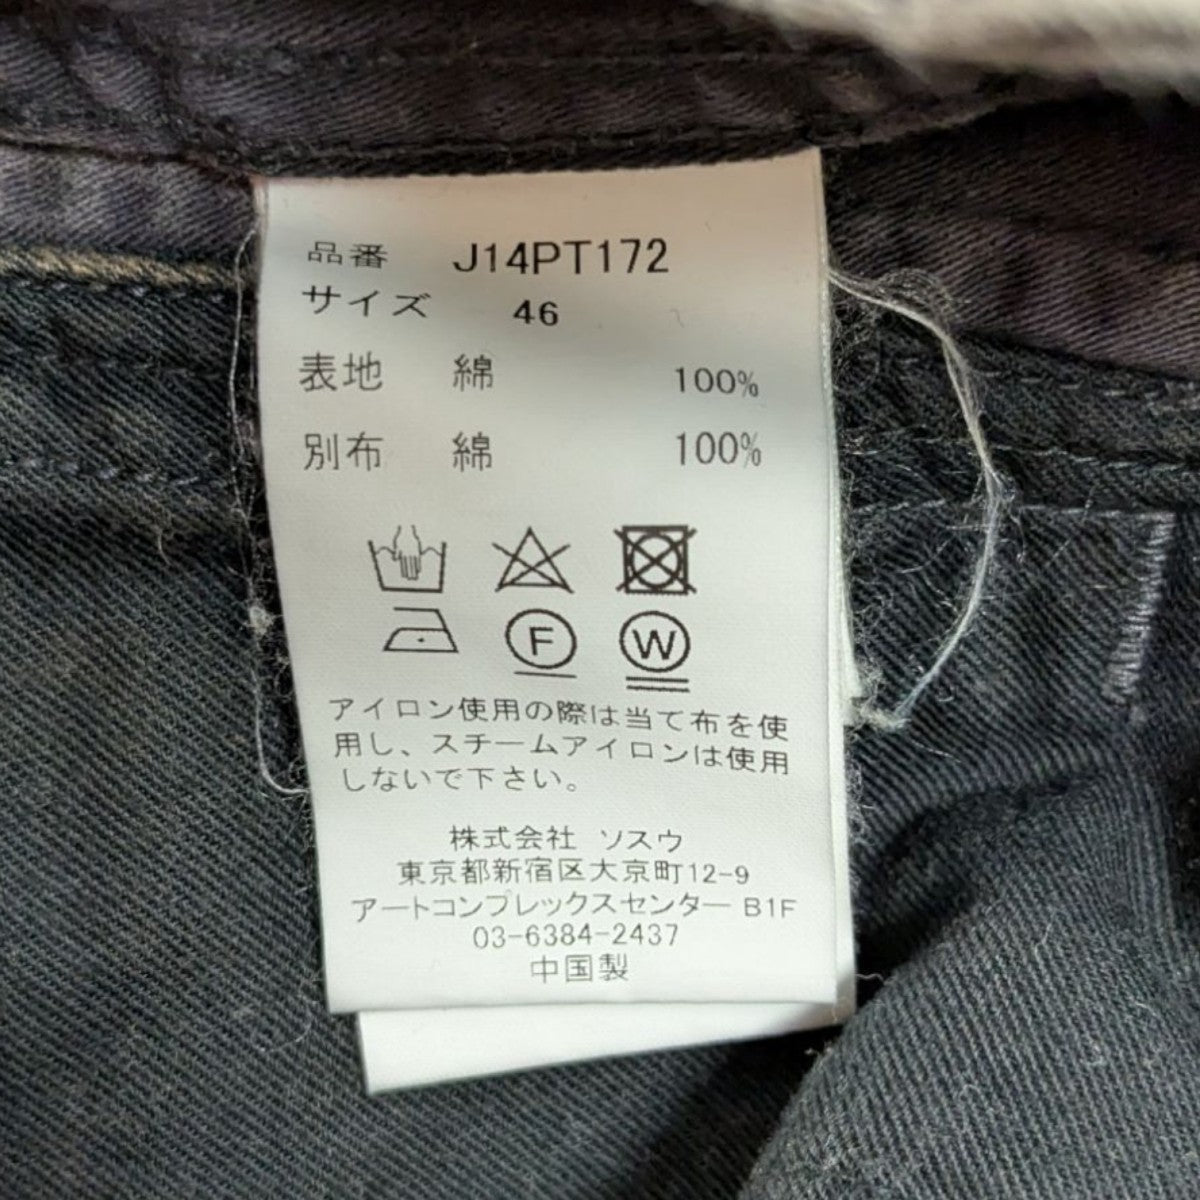 品番 J14PT172
サイズ 46
表地 綿 100%
別布 綿 100%
F W
アイロン使用の際は当て布を使
用し、スチームアイロンは使用
しないで下さい。
株式会社 ソスウ
東京都新宿区大京町12-9
アートコンプレックスセンター B1F
03-6384-2437
中国製